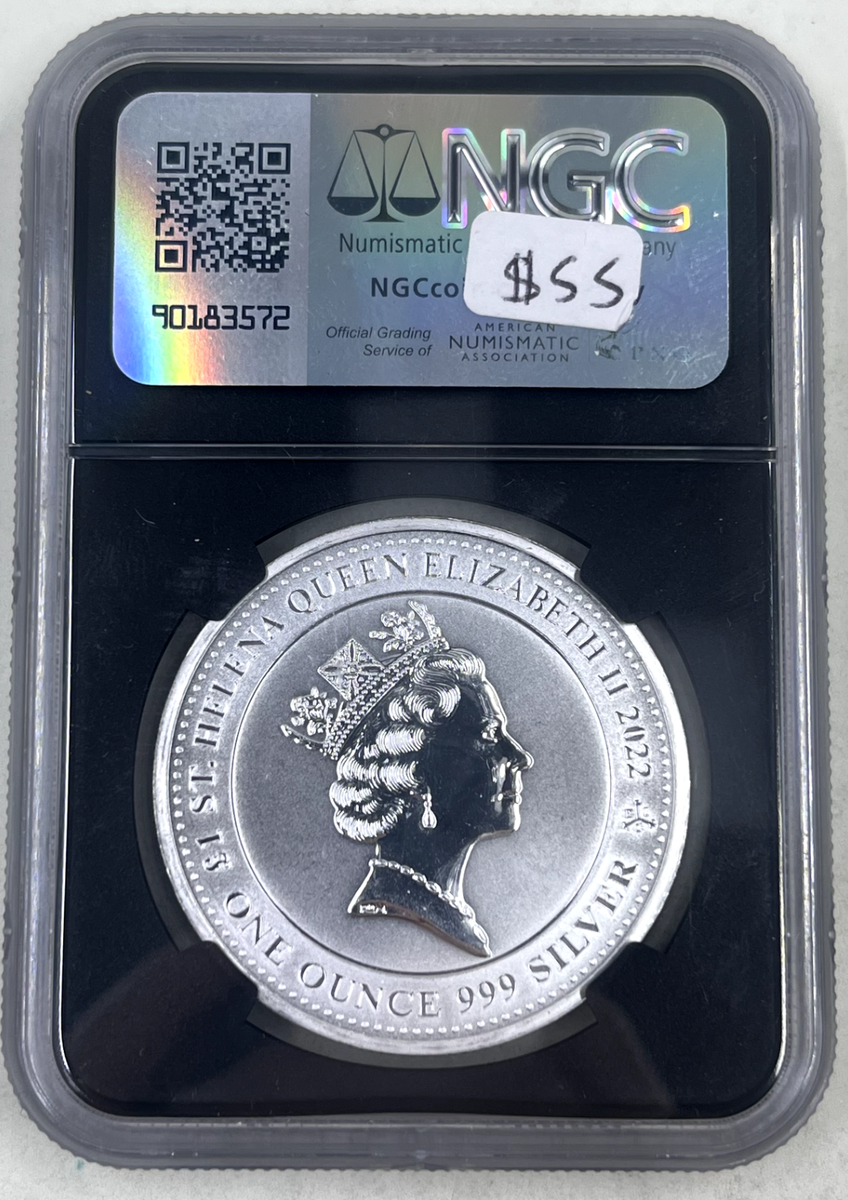 NGC
Numismatic
any
NGCco
$55
90183572
Official Grading
Service of
AMERICAN
NUMISMATIC
ASSOCIATION
£1 ST. HELENA QUEEN ELIZABETH II 2022
ONE OUNCE 999 SILVER